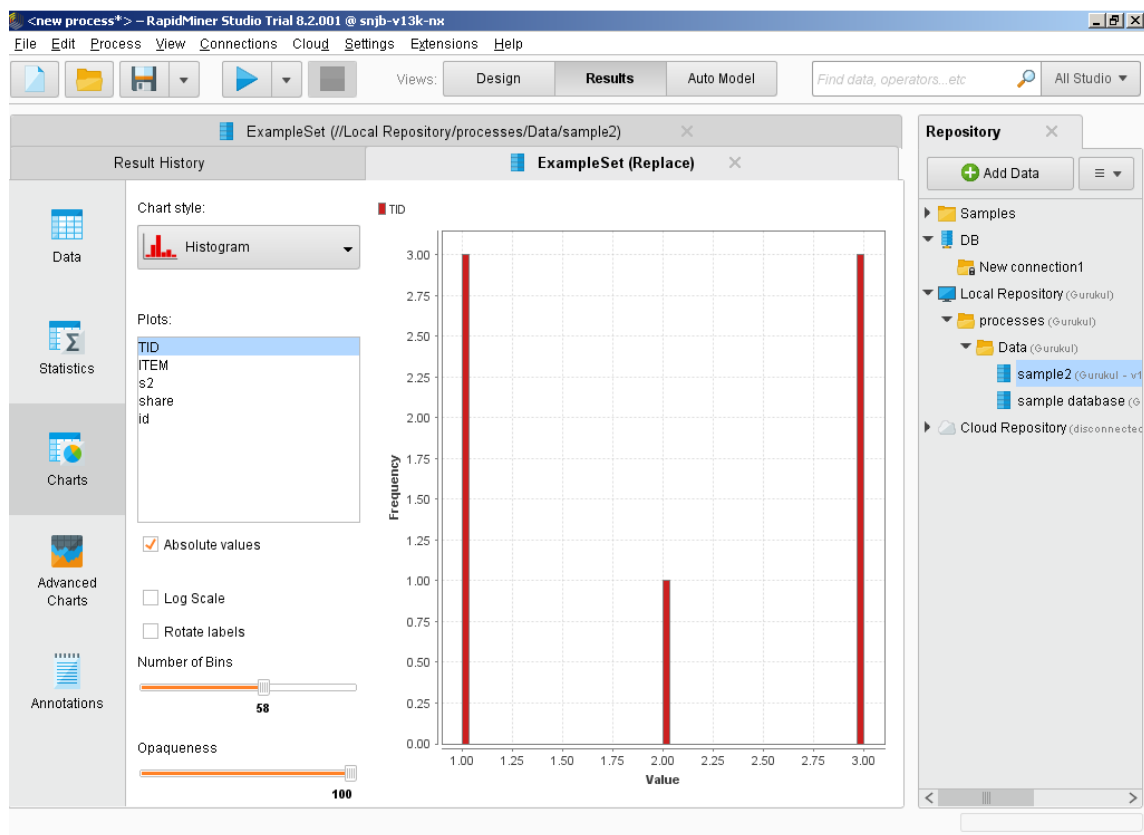 <new process*> – RapidMiner Studio Trial 8.2.001 @ snjb-v13k-nx
File Edit Process View Connections Cloud Settings Extensions Help
Views: Design Results Auto Model Find data, operators...etc All Studio
ExampleSet (//Local Repository/processes/Data/sample2)
Result History ExampleSet (Replace)
Data
Statistics
Charts
Advanced
Charts
Annotations
Chart style:
Histogram
Plots:
TID
ITEM
s2
share
id
Absolute values
Log Scale
Rotate labels
Number of Bins
58
Opaqueness
100
TID
Frequency
3.00
2.75
2.50
2.25
2.00
1.75
1.50
1.25
1.00
0.75
0.50
0.25
0.00
1.00 1.25 1.50 1.75 2.00 2.25 2.50 2.75 3.00
Value
Repository
Add Data
Samples
DB
New connection1
Local Repository (Gurukul)
processes (Gurukul)
Data (Gurukul)
sample2 (Gurukul - v1
sample database (G
Cloud Repository (disconnected